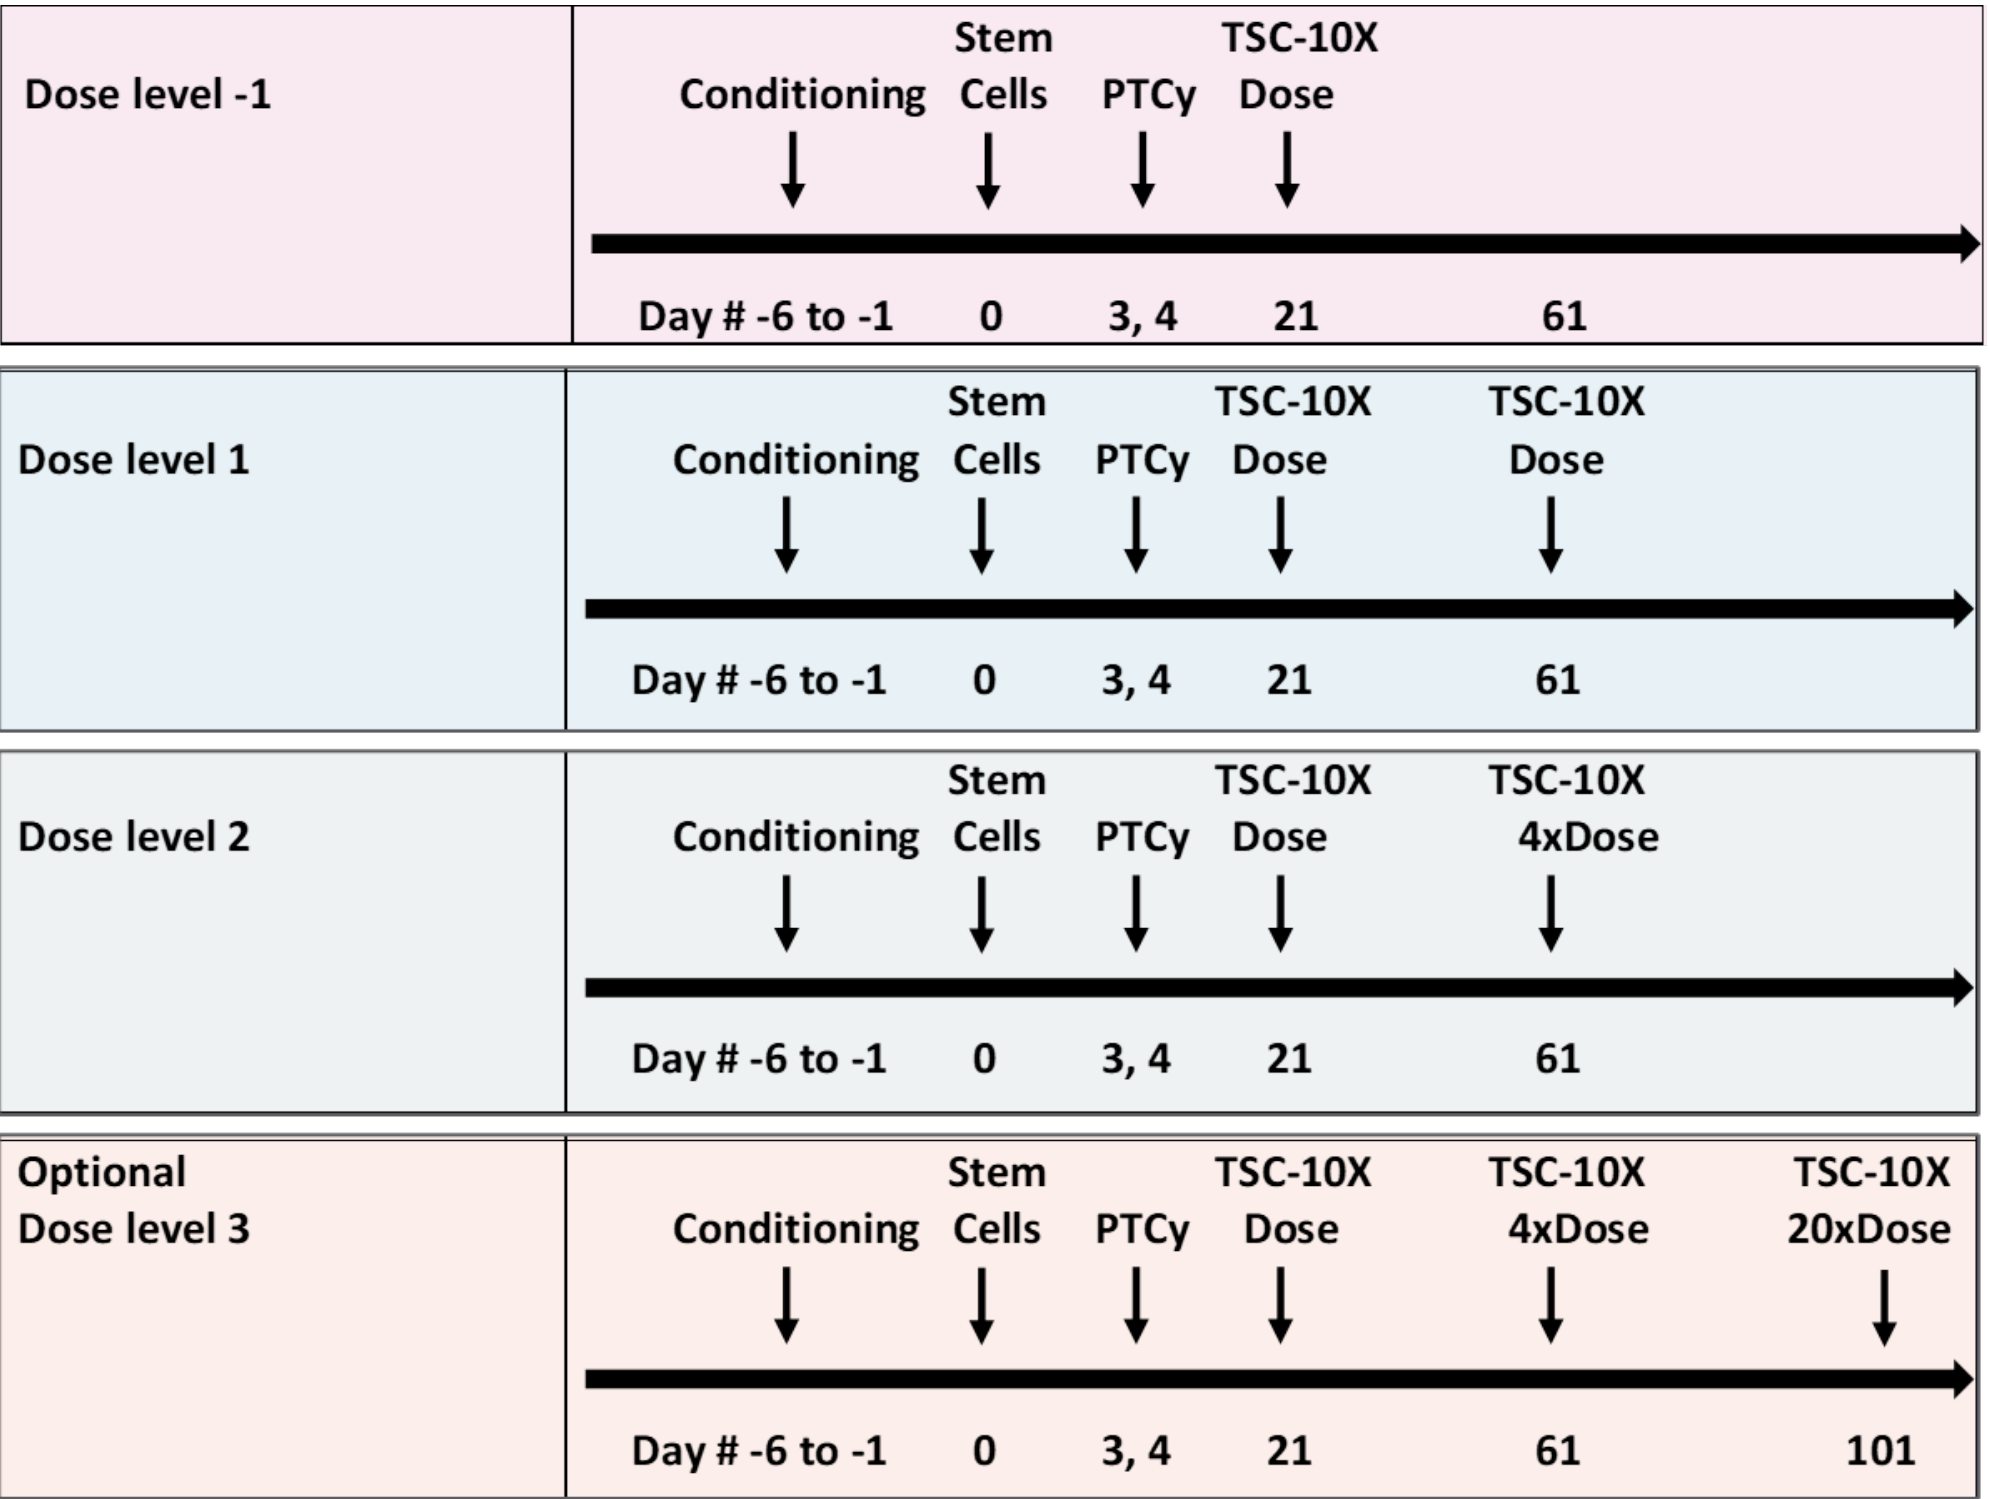 Stem TSC-10X
Dose level -1 Conditioning Cells PTCy Dose
Day # -6 to -1 0 3, 4 21 61
Stem TSC-10X TSC-10X
Dose level 1 Conditioning Cells PTCy Dose Dose
Day # -6 to -1 0 3, 4 21 61
Stem TSC-10X TSC-10X
Dose level 2 Conditioning Cells PTCy Dose 4xDose
Day # -6 to -1 0 3, 4 21 61
Optional Stem TSC-10X TSC-10X TSC-10X
Dose level 3 Conditioning Cells PTCy Dose 4xDose 20xDose
Day # -6 to -1 0 3, 4 21 61 101